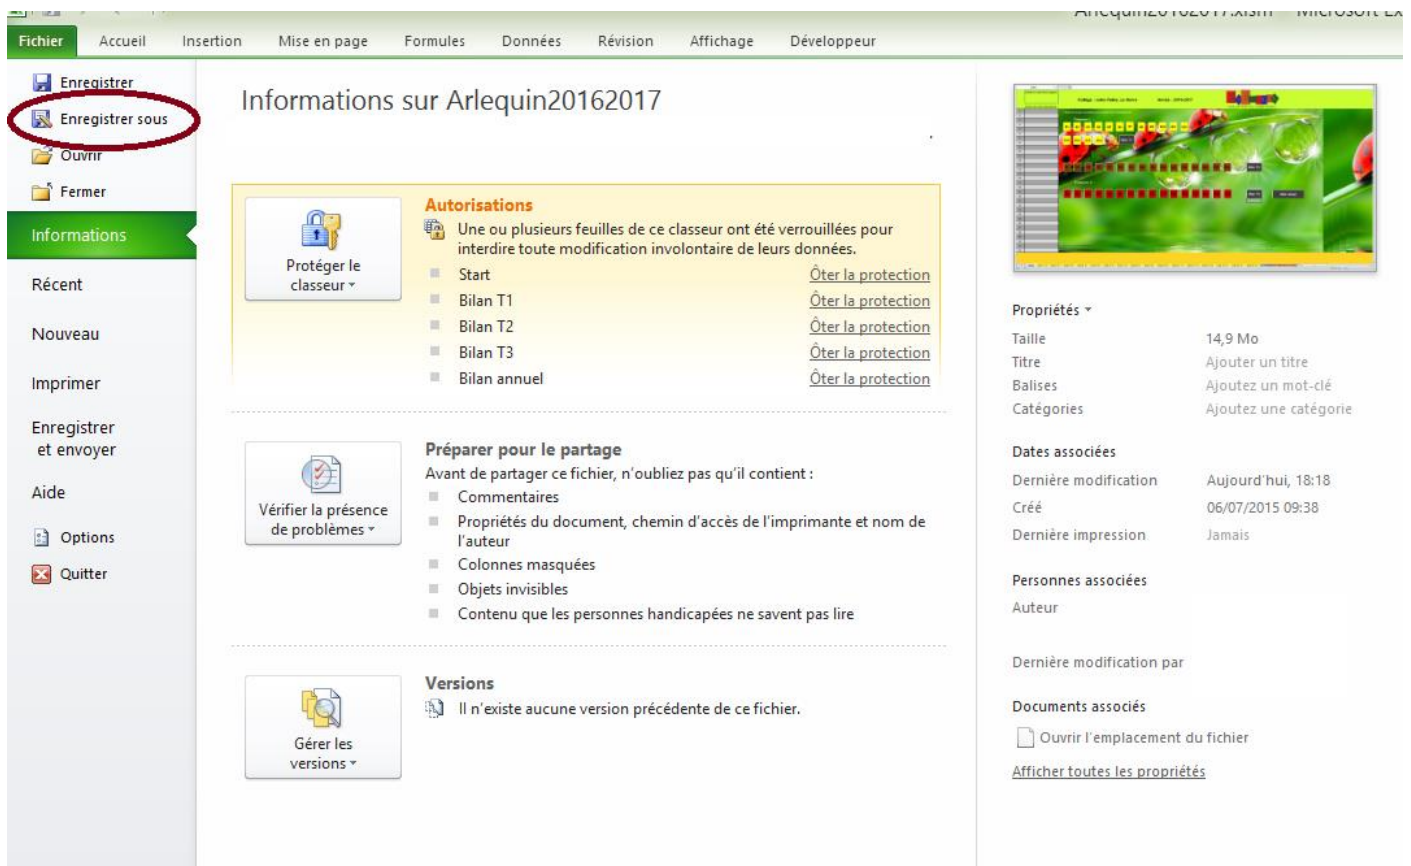 Arlequin20162017.xlsm - Microsoft Ex
Fichier Accueil Insertion Mise en page Formules Données Révision Affichage Développeur
Enregistrer
Enregistrer sous
Ouvrir
Fermer
Informations
Récent
Nouveau
Imprimer
Enregistrer
et envoyer
Aide
Options
Quitter
Informations sur Arlequin20162017
Protéger le
classeur
Autorisations
Une ou plusieurs feuilles de ce classeur ont été verrouillées pour
interdire toute modification involontaire de leurs données.
Start Ôter la protection
Bilan T1 Ôter la protection
Bilan T2 Ôter la protection
Bilan T3 Ôter la protection
Bilan annuel Ôter la protection
Vérifier la présence
de problèmes
Préparer pour le partage
Avant de partager ce fichier, n'oubliez pas qu'il contient :
Commentaires
Propriétés du document, chemin d'accès de l'imprimante et nom de
l'auteur
Colonnes masquées
Objets invisibles
Contenu que les personnes handicapées ne savent pas lire
Gérer les
versions
Versions
Il n'existe aucune version précédente de ce fichier.
Propriétés
Taille 14,9 Mo
Titre Ajouter un titre
Balises Ajoutez un mot-clé
Catégories Ajoutez une catégorie
Dates associées
Dernière modification Aujourd'hui, 18:18
Créé 06/07/2015 09:38
Dernière impression Jamais
Personnes associées
Auteur
Dernière modification par
Documents associés
Ouvrir l'emplacement du fichier
Afficher toutes les propriétés